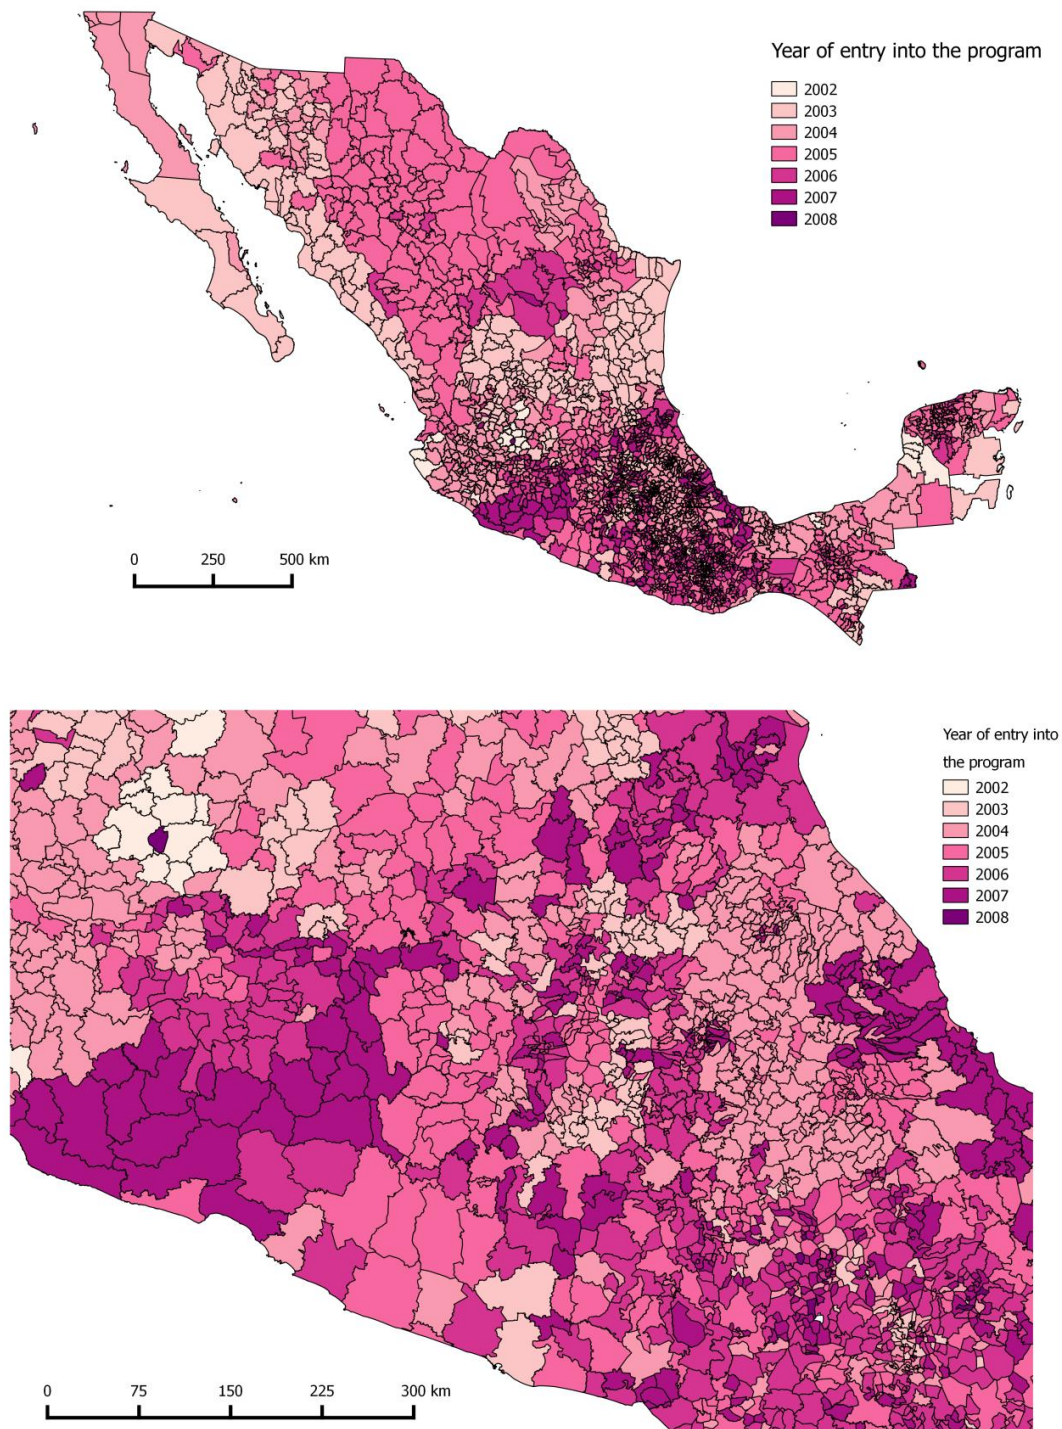 Year of entry into the program
2002
2003
2004
2005
2006
2007
2008
0 250 500 km
Year of entry into
the program
2002
2003
2004
2005
2006
2007
2008
0 75 150 225 300 km